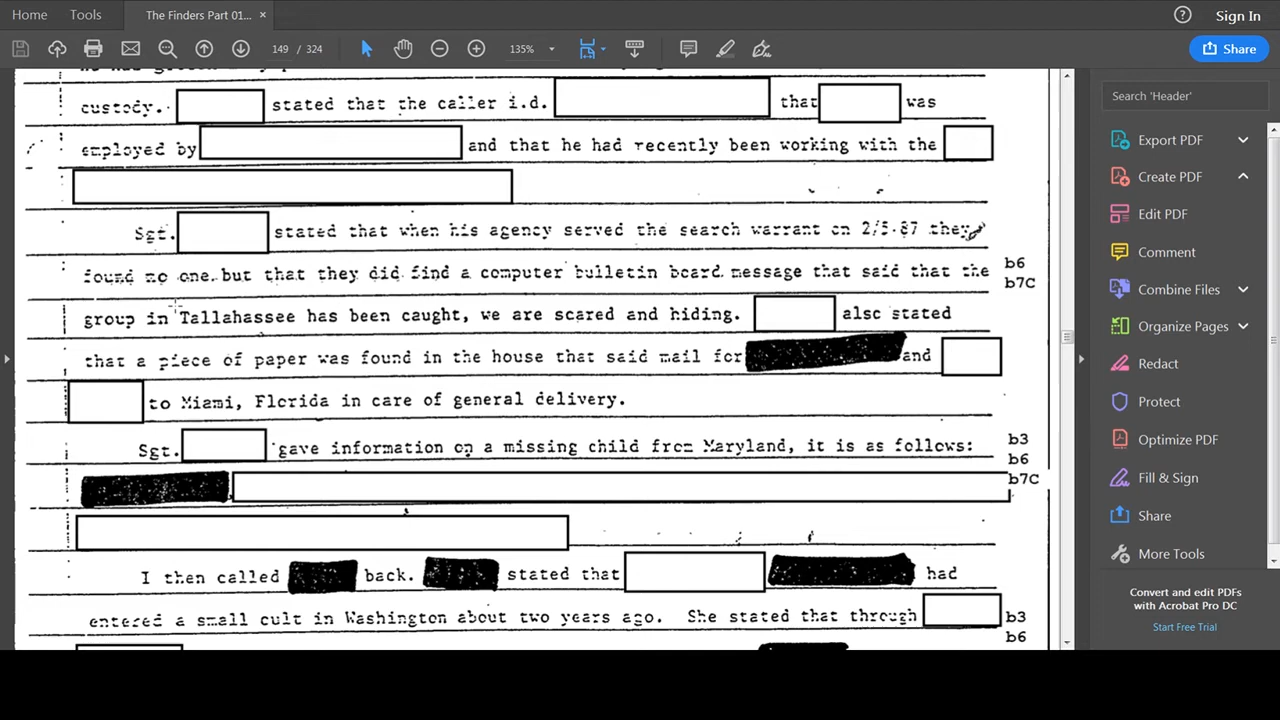 Home Tools The Finders Part 01... × Sign In
149 / 324 135% Share
custody. stated that the caller i.d. that was
employed by and that he had recently been working with the
Sgt. stated that when his agency served the search warrant on 2/5/87 they
found no one but that they did find a computer bulletin board message that said that the b6
b7C
group in Tallahassee has been caught, we are scared and hiding. also stated
that a piece of paper was found in the house that said mail for and
to Miami, Florida in care of general delivery.
Sgt. gave information on a missing child from Maryland, it is as follows: b3
b6
b7C
I then called back. stated that had
entered a small cult in Washington about two years ago. She stated that through b3
b6
Search 'Header'
Export PDF
Create PDF
Edit PDF
Comment
Combine Files
Organize Pages
Redact
Protect
Optimize PDF
Fill & Sign
Share
More Tools
Convert and edit PDFs
with Acrobat Pro DC
Start Free Trial